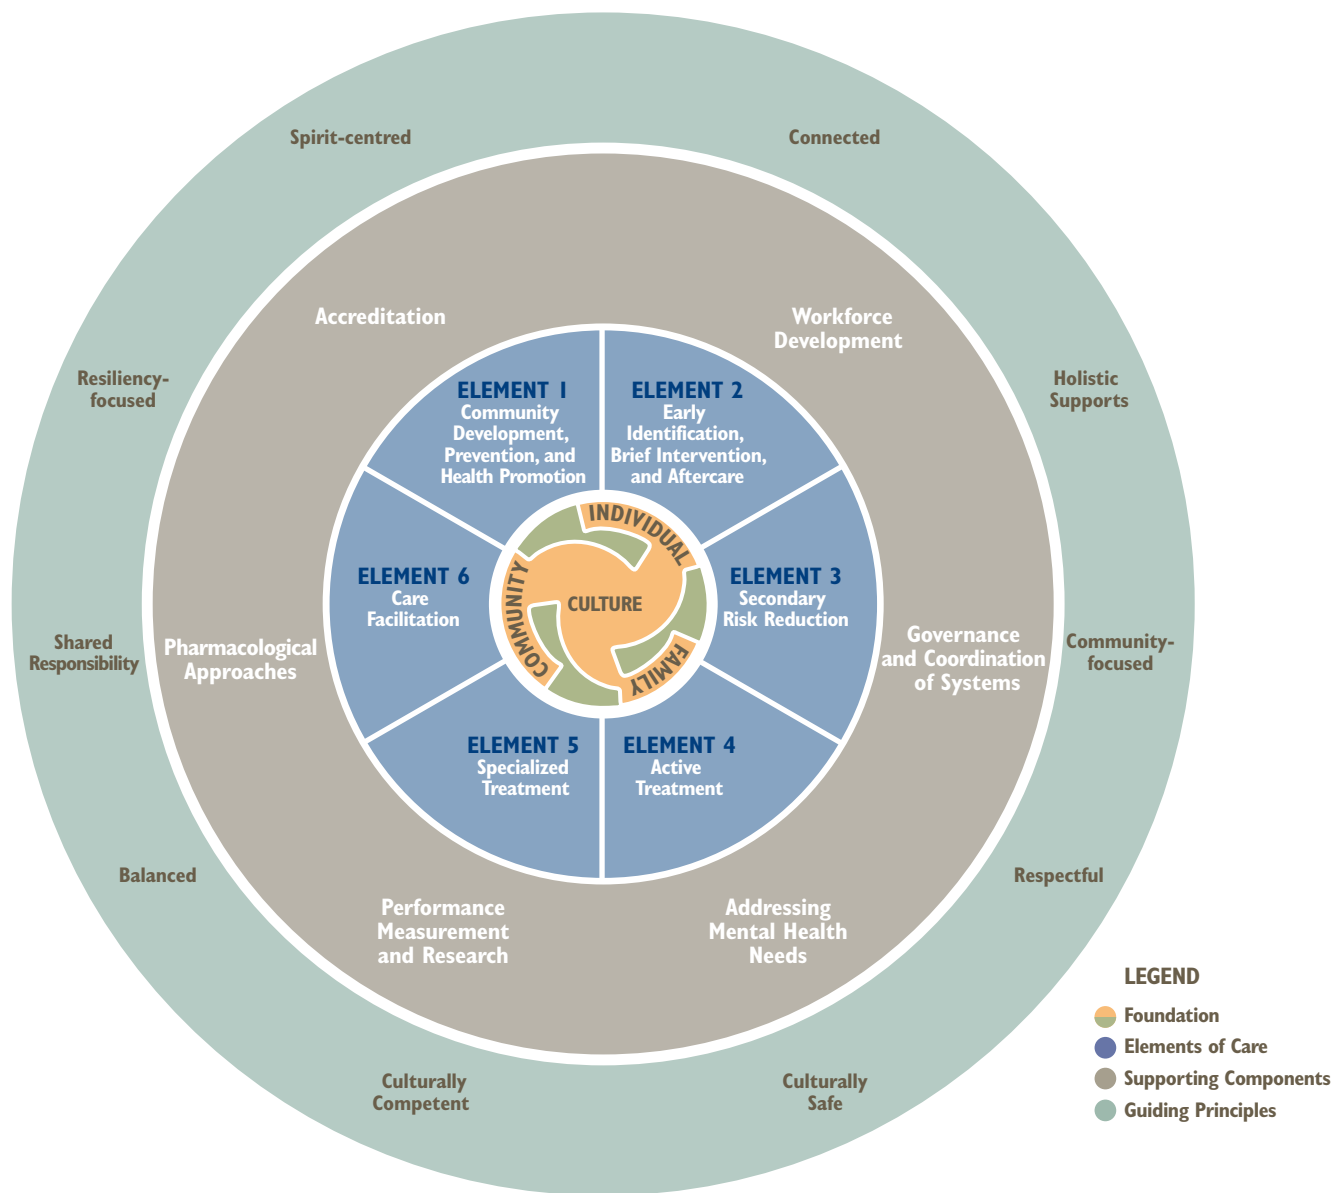 Spirit-centred
Connected
Accreditation
Workforce
Development
Resiliency-
focused
Holistic
Supports
ELEMENT 1
Community
Development,
Prevention, and
Health Promotion
ELEMENT 2
Early
Identification,
Brief Intervention,
and Aftercare
INDIVIDUAL
ELEMENT 6
Care
Facilitation
COMMUNITY
CULTURE
FAMILY
ELEMENT 3
Secondary
Risk Reduction
Shared
Responsibility
Pharmacological
Approaches
Governance
and Coordination
of Systems
Community-
focused
ELEMENT 5
Specialized
Treatment
ELEMENT 4
Active
Treatment
Balanced
Respectful
Performance
Measurement
and Research
Addressing
Mental Health
Needs
Culturally
Competent
Culturally
Safe
LEGEND
Foundation
Elements of Care
Supporting Components
Guiding Principles